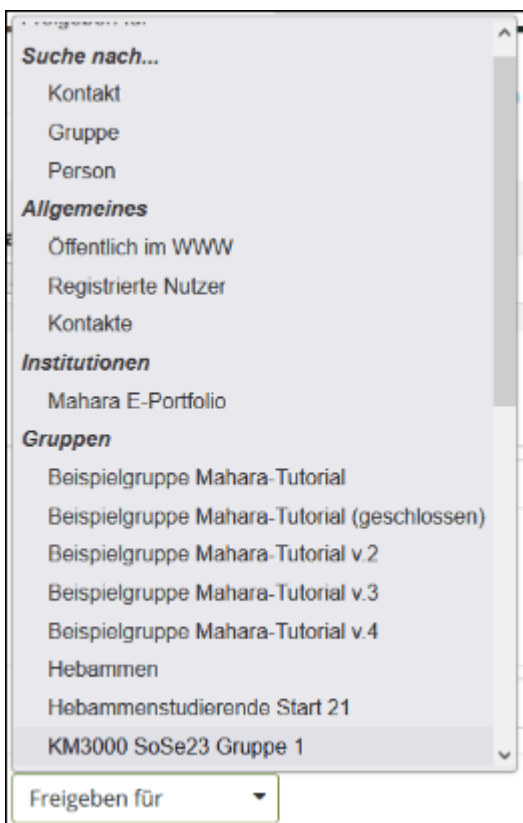 Freigeben für
Suche nach...
Kontakt
Gruppe
Person
Allgemeines
Öffentlich im WWW
Registrierte Nutzer
Kontakte
Institutionen
Mahara E-Portfolio
Gruppen
Beispielgruppe Mahara-Tutorial
Beispielgruppe Mahara-Tutorial (geschlossen)
Beispielgruppe Mahara-Tutorial v.2
Beispielgruppe Mahara-Tutorial v.3
Beispielgruppe Mahara-Tutorial v.4
Hebammen
Hebammenstudierende Start 21
KM3000 SoSe23 Gruppe 1
Freigeben für